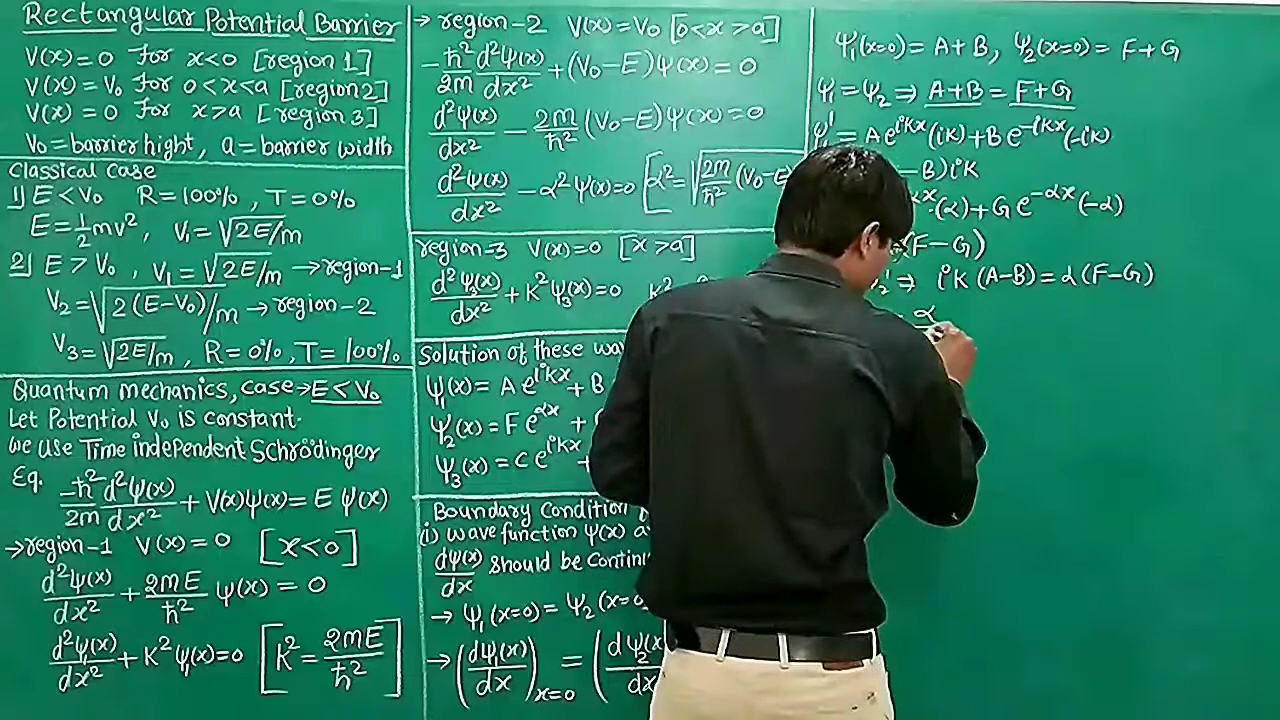 Rectangular Potential Barrier
V(x)=0 For x<0 [region 1]
V(x)=V₀ For 0<x<a [region 2]
V(x)=0 For x>a [region 3]
V₀=barrier hight, a=barrier width
Classical Case
1) E<V₀ R=100%, T=0%
E=½mv², V₁=√2E/m
2) E>V₀, V₁=√2E/m → region-1
V₂=√2(E-V₀)/m → region-2
V₃=√2E/m, R=0%, T=100%
Quantum mechanics, case→E<V₀
Let Potential V₀ is constant.
we use Time independent Schrödinger
Eq. -ħ²/2m d²ψ(x)/dx² + V(x)ψ(x)=E ψ(x)
→region-1 V(x)=0 [x<0]
d²ψ(x)/dx² + 2mE/ħ² ψ(x)=0
d²ψ(x)/dx² + K²ψ(x)=0 [K²=2mE/ħ²]
→region-2 V(x)=V₀ [0<x>a]
-ħ²/2m d²ψ(x)/dx² + (V₀-E)ψ(x)=0
d²ψ(x)/dx² - 2m/ħ² (V₀-E)ψ(x)=0
d²ψ(x)/dx² - α²ψ(x)=0 [α²=√2m/ħ² (V₀-E)
region-3 V(x)=0 [x>a]
d²ψ₃(x)/dx² + K²ψ₃(x)=0 K²
Solution of these
ψ(x)= A e^iKx + B
ψ₂(x)= F e^αx +
ψ₃(x)= C e^iKx +
Boundary Condition
(i) wave function ψ(x)
dψ(x)/dx should be
→ ψ₁(x=0) = ψ₂(x=0
→ (dψ₁(x)/dx)x=0 = (dψ₂(x/dx
ψ₁(x=0) = A+B, ψ₂(x=0) = F+G
ψ₁=ψ₂ ⇒ A+B = F+G
ψ₁' = A e^iKx (iK) + B e^-iKx (-iK)
-B)iK
(α) + G e^-αx (-α)
(F-G)
⇒ iK(A-B) = α(F-G)
α